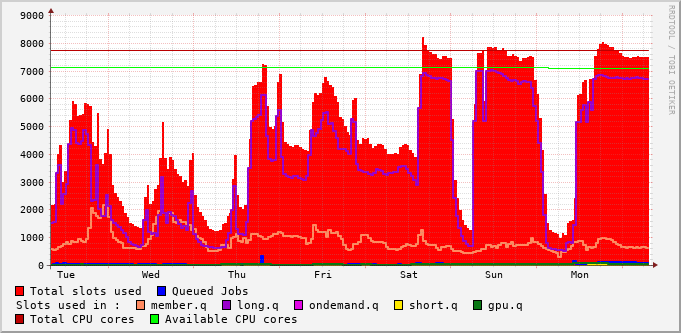 9000
8000
7000
6000
5000
4000
3000
2000
1000
0
Tue Wed Thu Fri Sat Sun Mon
RRDTOOL / TOBI OETIKER
Total slots used Queued Jobs
Slots used in : member.q long.q ondemand.q short.q gpu.q
Total CPU cores Available CPU cores